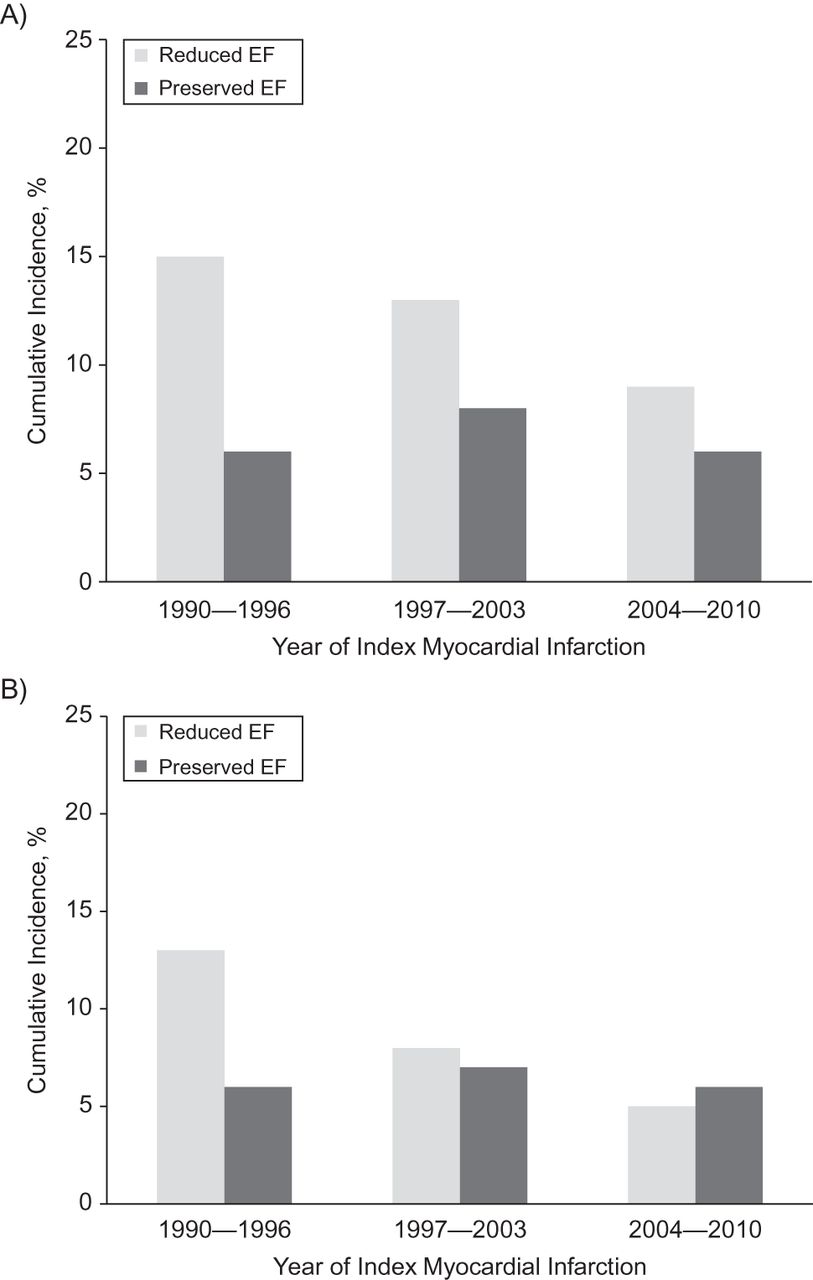 A)
25
20
15
10
5
0
Cumulative Incidence, %
Reduced EF
Preserved EF
1990—1996 1997—2003 2004—2010
Year of Index Myocardial Infarction
B)
25
20
15
10
5
0
Cumulative Incidence, %
Reduced EF
Preserved EF
1990—1996 1997—2003 2004—2010
Year of Index Myocardial Infarction